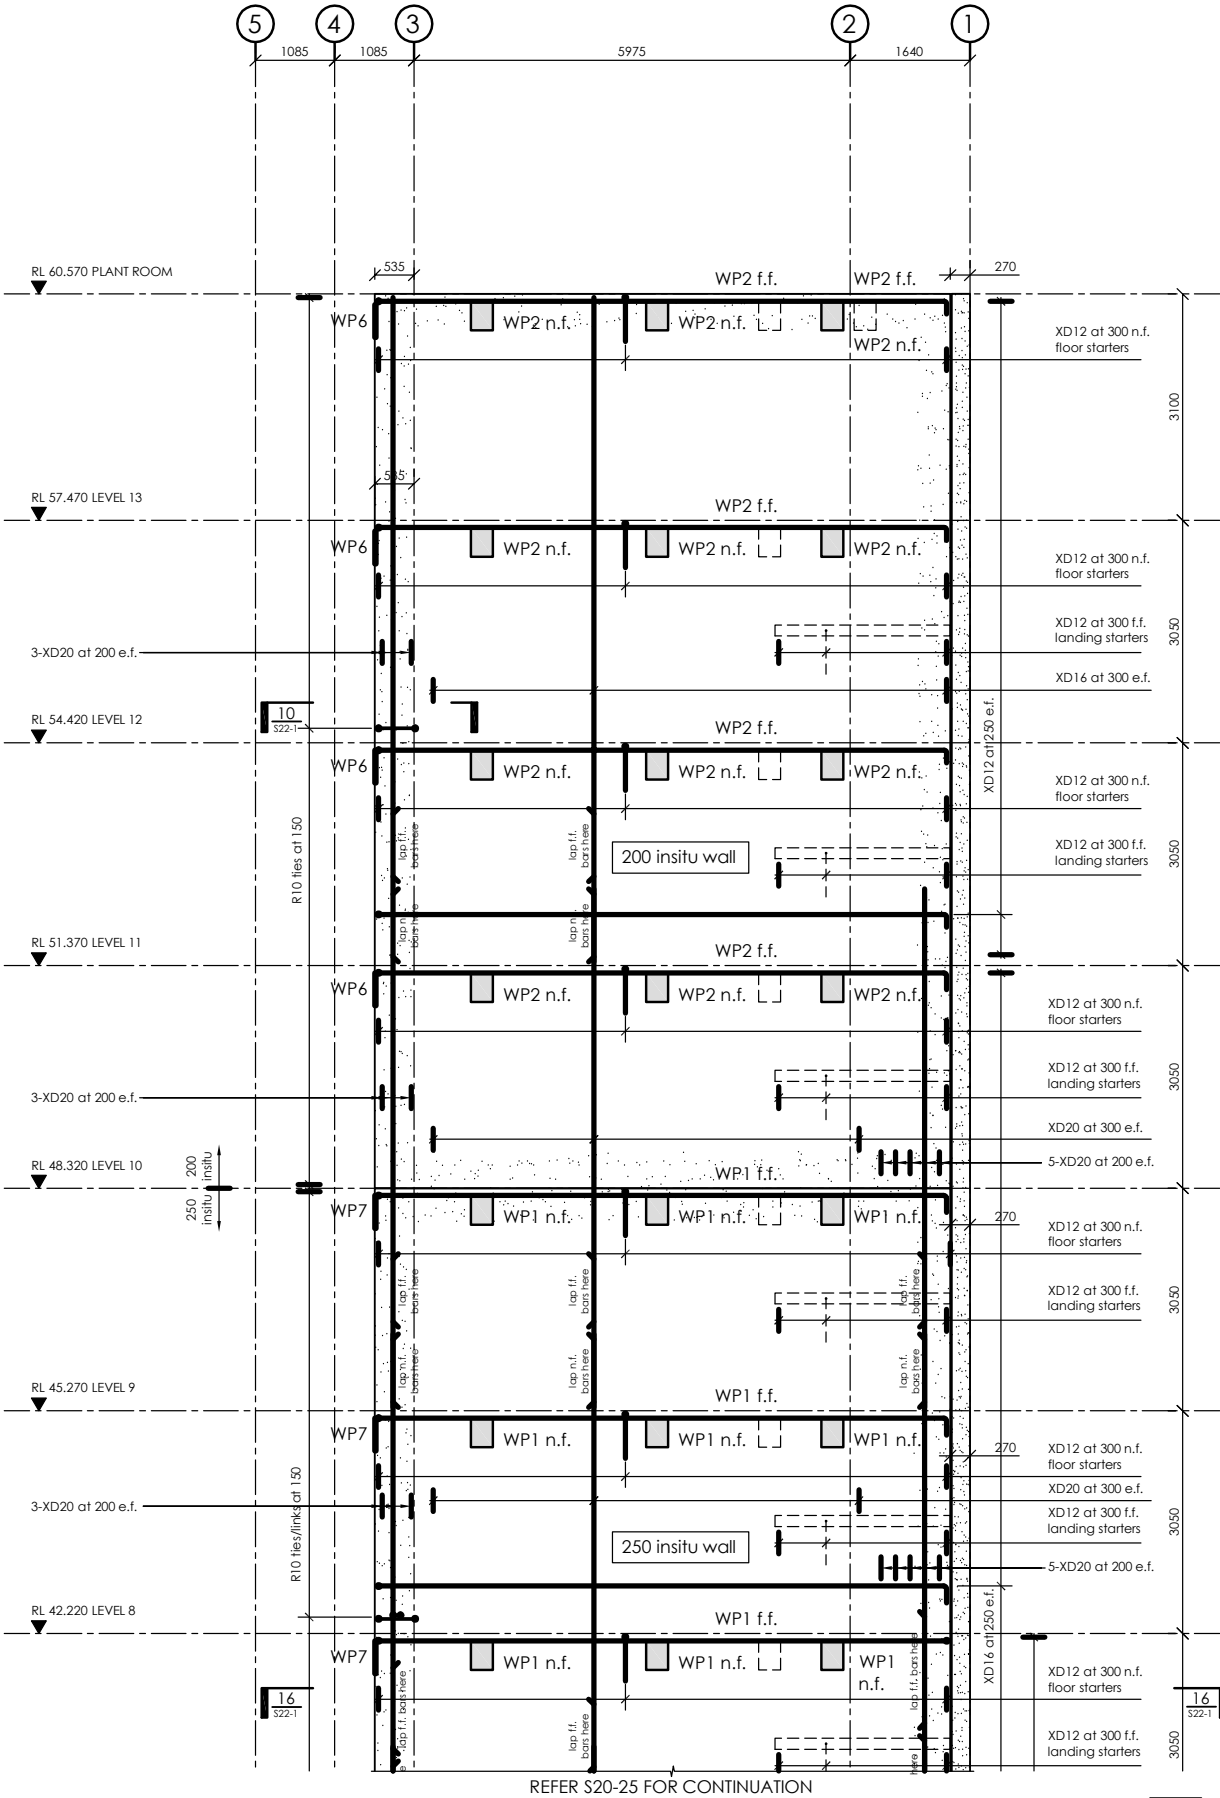 5 4 3 2 1
1085 1085 5975 1640
RL 60.570 PLANT ROOM
535
WP2 f.f.
WP2 f.f.
270
WP6
WP2 n.f.
WP2 n.f.
WP2 n.f.
XD12 at 300 n.f.
floor starters
3100
RL 57.470 LEVEL 13
535
WP2 f.f.
WP6
WP2 n.f.
WP2 n.f.
WP2 n.f.
XD12 at 300 n.f.
floor starters
XD12 at 300 f.f.
landing starters
3050
3-XD20 at 200 e.f.
XD16 at 300 e.f.
10
S22-1
RL 54.420 LEVEL 12
WP2 f.f.
XD12 at 250 e.f.
WP6
WP2 n.f.
WP2 n.f.
WP2 n.f.
XD12 at 300 n.f.
floor starters
R10 ties at 150
lap f.f.
bars here
lap f.f.
bars here
200 insitu wall
XD12 at 300 f.f.
landing starters
3050
lap n.f.
bars here
lap n.f.
bars here
RL 51.370 LEVEL 11
WP2 f.f.
WP6
WP2 n.f.
WP2 n.f.
WP2 n.f.
XD12 at 300 n.f.
floor starters
XD12 at 300 f.f.
landing starters
3050
3-XD20 at 200 e.f.
XD20 at 300 e.f.
5-XD20 at 200 e.f.
RL 48.320 LEVEL 10
200
insitu
250
insitu
WP1 f.f.
WP7
WP1 n.f.
WP1 n.f.
WP1 n.f.
270
XD12 at 300 n.f.
floor starters
lap f.f.
bars here
lap f.f.
bars here
lap f.f.
bars here
XD12 at 300 f.f.
landing starters
3050
lap n.f.
bars here
lap n.f.
bars here
lap n.f.
bars here
RL 45.270 LEVEL 9
WP1 f.f.
WP7
WP1 n.f.
WP1 n.f.
WP1 n.f.
270
XD12 at 300 n.f.
floor starters
XD20 at 300 e.f.
3-XD20 at 200 e.f.
R10 ties/links at 150
XD12 at 300 f.f.
landing starters
3050
250 insitu wall
5-XD20 at 200 e.f.
RL 42.220 LEVEL 8
WP1 f.f.
XD16 at 250 e.f.
WP7
WP1 n.f.
WP1 n.f.
WP1
n.f.
XD12 at 300 n.f.
floor starters
16
S22-1
16
S22-1
lap f.f. bars here
lap f.f.
bars here
lap f.f. bars here
XD12 at 300 f.f.
landing starters
3050
here
REFER S20-25 FOR CONTINUATION